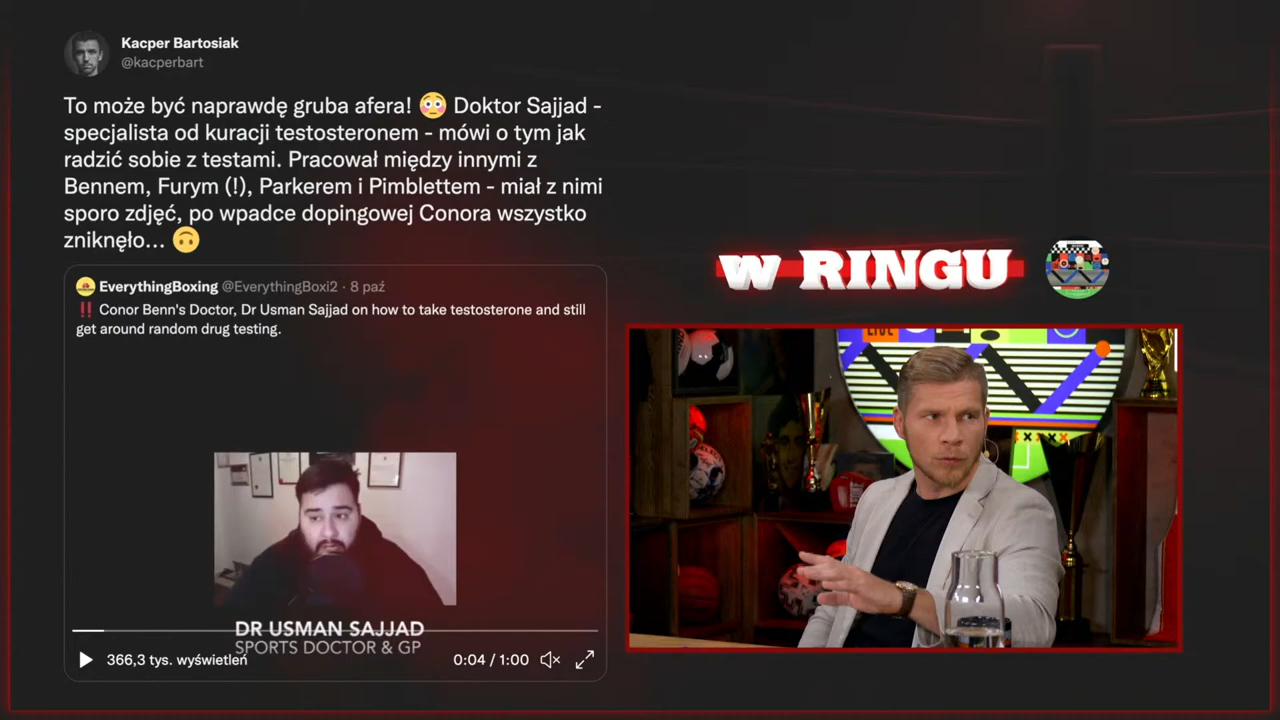 Kacper Bartosiak
@kacperbart
To może być naprawdę gruba afera! 😳 Doktor Sajjad -
specjalista od kuracji testosteronem - mówi o tym jak
radzić sobie z testami. Pracował między innymi z
Bennem, Furym (!), Parkerem i Pimblettem - miał z nimi
sporo zdjęć, po wpadce dopingowej Conora wszystko
zniknęło... 🙃
EverythingBoxing @EverythingBoxi2 · 8 paź
‼️ Conor Benn's Doctor, Dr Usman Sajjad on how to take testosterone and still
get around random drug testing.
DR USMAN SAJJAD
SPORTS DOCTOR & GP
366,3 tys. wyświetleń
0:04 / 1:00
W RINGU
LIVE